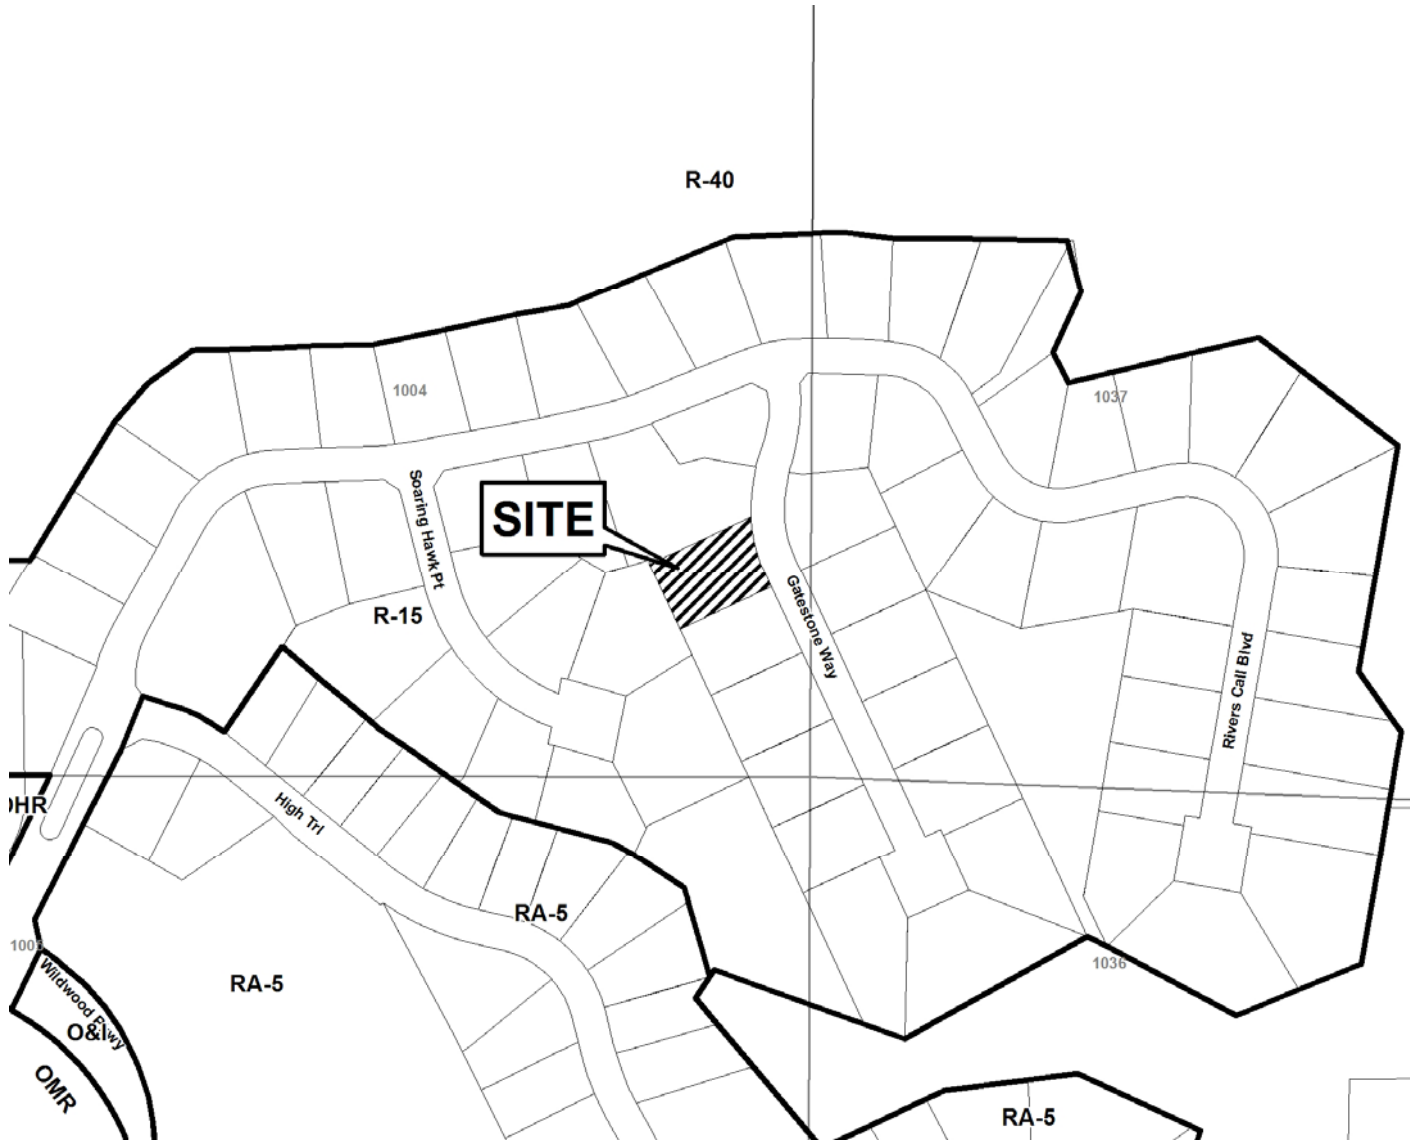 R-40
1004
1037
Soaring Hawk Pt
SITE
Gatestone Way
R-15
Rivers Call Blvd
OHR
High Trl
RA-5
1005
RA-5
1036
Wildwood Pkwy
O&I
OMR
RA-5